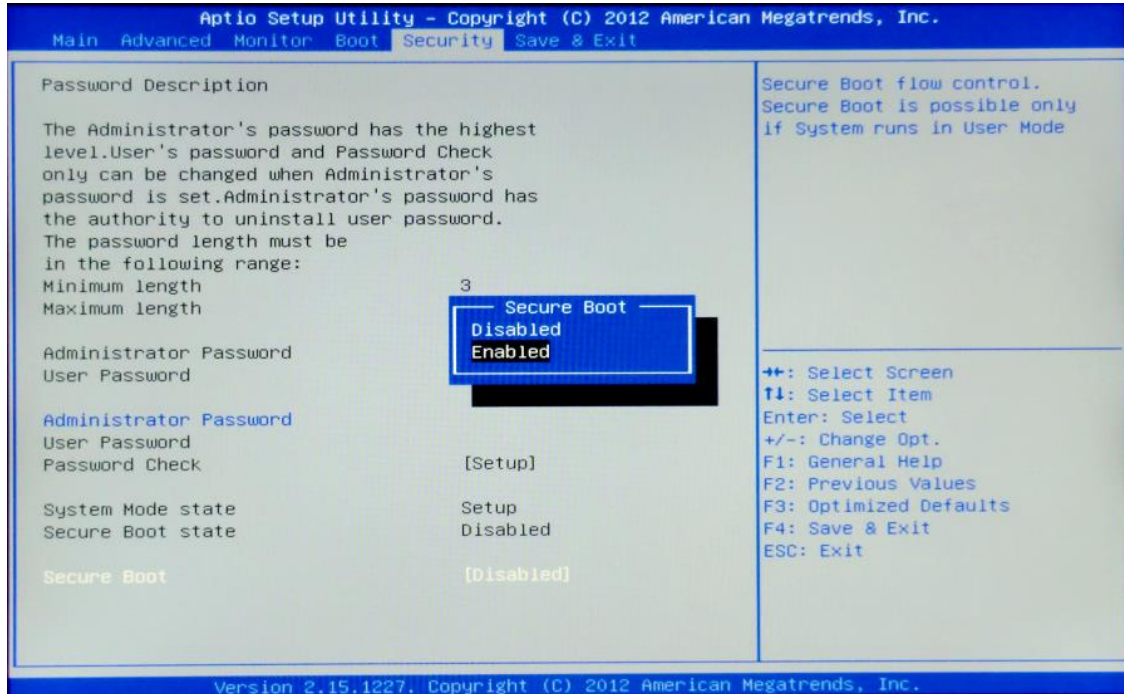 Aptio Setup Utility – Copyright (C) 2012 American Megatrends, Inc.
Main Advanced Monitor Boot Security Save & Exit
Password Description
The Administrator's password has the highest
level.User's password and Password Check
only can be changed when Administrator's
password is set.Administrator's password has
the authority to uninstall user password.
The password length must be
in the following range:
Minimum length 3
Maximum length
Administrator Password
User Password
Administrator Password
User Password
Password Check [Setup]
System Mode state Setup
Secure Boot state Disabled
Secure Boot [Disabled]
Secure Boot
Disabled
Enabled
Secure Boot flow control.
Secure Boot is possible only
if System runs in User Mode
→←: Select Screen
↑↓: Select Item
Enter: Select
+/-: Change Opt.
F1: General Help
F2: Previous Values
F3: Optimized Defaults
F4: Save & Exit
ESC: Exit
Version 2.15.1227. Copyright (C) 2012 American Megatrends, Inc.